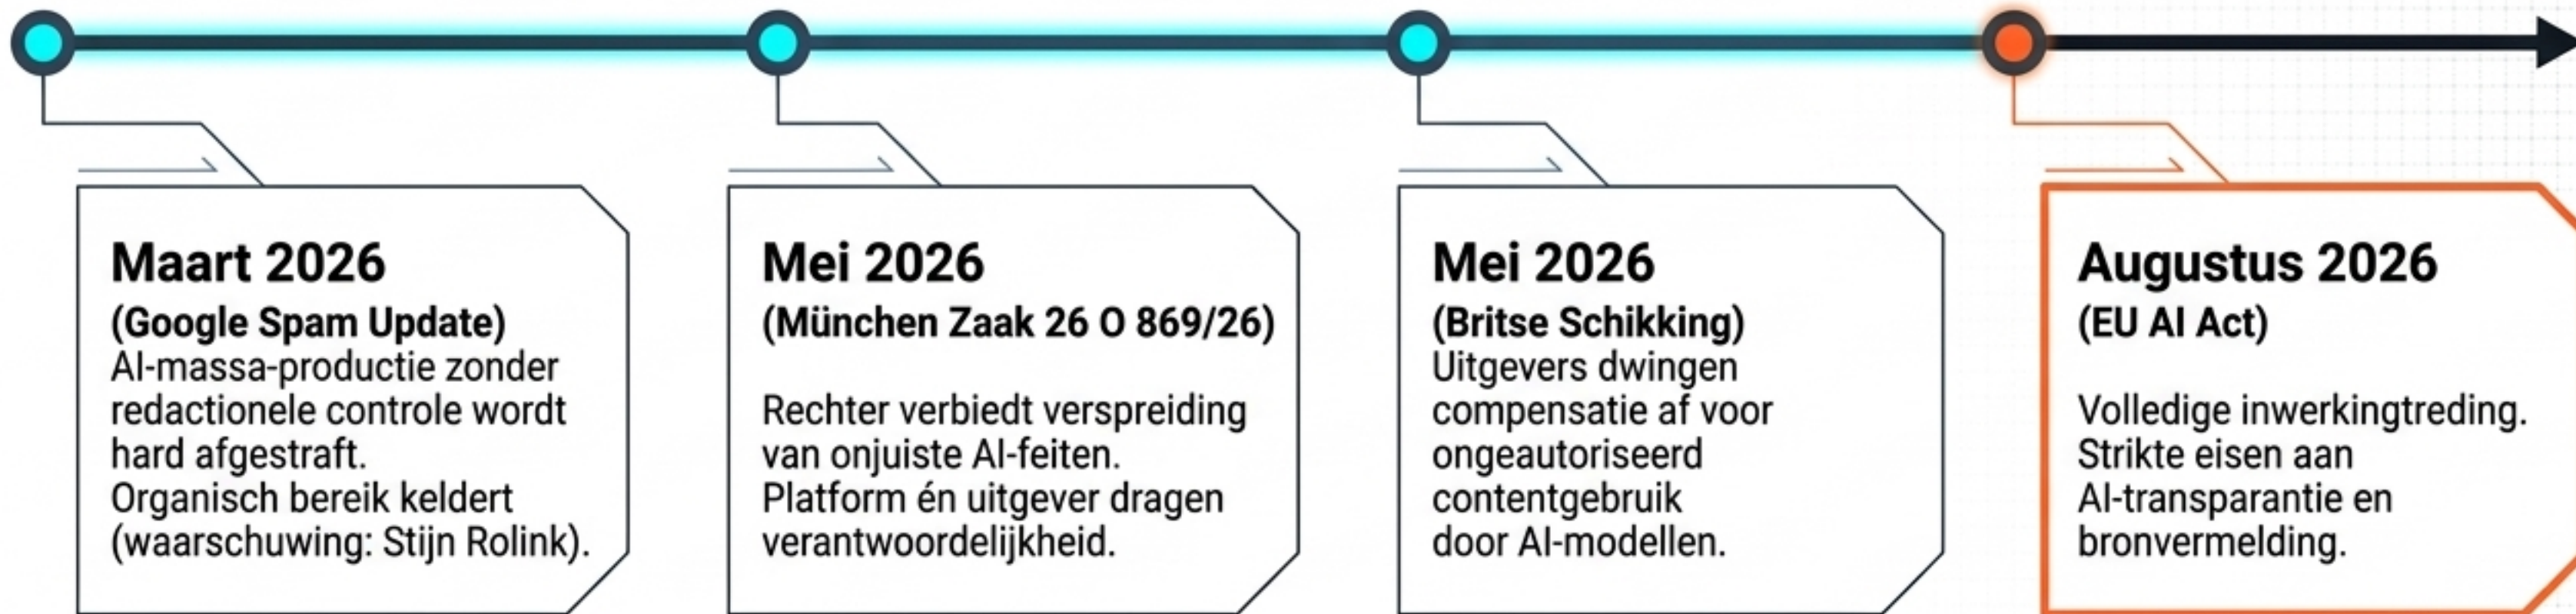 Maart 2026
(Google Spam Update)
AI-massa-productie zonder
redactionele controle wordt
hard afgestraft.
Organisch bereik keldert
(waarschuwing: Stijn Rolink).
Mei 2026
(München Zaak 26 O 869/26)
Rechter verbiedt verspreiding
van onjuiste AI-feiten.
Platform én uitgever dragen
verantwoordelijkheid.
Mei 2026
(Britse Schikking)
Uitgevers dwingen
compensatie af voor
ongeautoriseerd
contentgebruik
door AI-modellen.
Augustus 2026
(EU AI Act)
Volledige inwerkingtreding.
Strikte eisen aan
AI-transparantie en
bronvermelding.